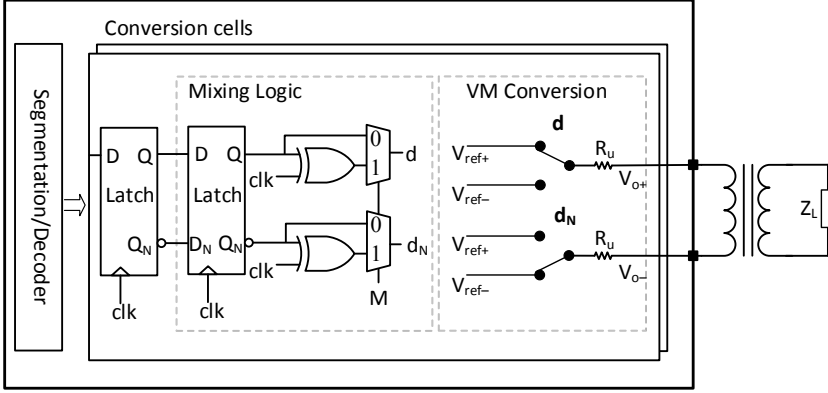 Conversion cells
Segmentation/Decoder
Mixing Logic
VM Conversion
D Q
Latch
Q_N
clk
D Q
Latch
D_N Q_N
clk
clk
0
1
d
clk
0
1
d_N
M
d
V_ref+
V_ref−
R_u
V_o+
d_N
V_ref+
V_ref−
R_u
V_o−
Z_L